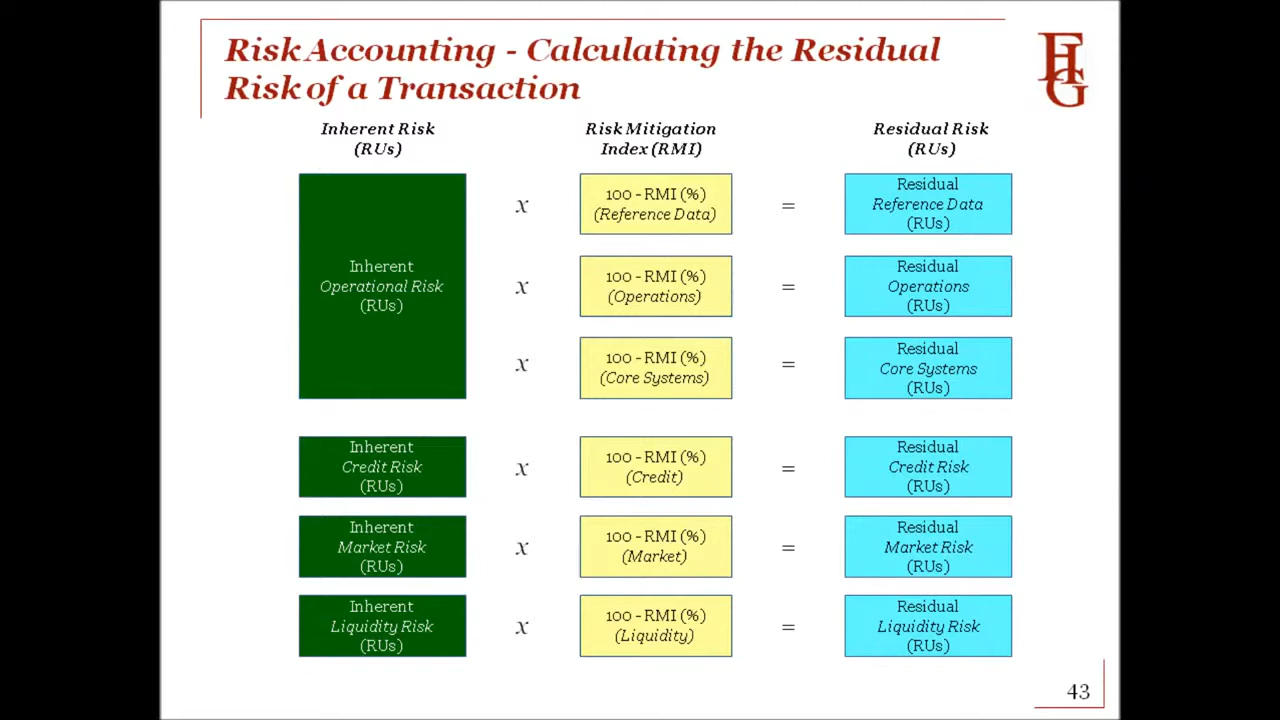 Risk Accounting - Calculating the Residual
Risk of a Transaction
FHG
Inherent Risk
(RUs)
Risk Mitigation
Index (RMI)
Residual Risk
(RUs)
Inherent
Operational Risk
(RUs)
x
100 - RMI (%)
(Reference Data)
=
Residual
Reference Data
(RUs)
x
100 - RMI (%)
(Operations)
=
Residual
Operations
(RUs)
x
100 - RMI (%)
(Core Systems)
=
Residual
Core Systems
(RUs)
Inherent
Credit Risk
(RUs)
x
100 - RMI (%)
(Credit)
=
Residual
Credit Risk
(RUs)
Inherent
Market Risk
(RUs)
x
100 - RMI (%)
(Market)
=
Residual
Market Risk
(RUs)
Inherent
Liquidity Risk
(RUs)
x
100 - RMI (%)
(Liquidity)
=
Residual
Liquidity Risk
(RUs)
43